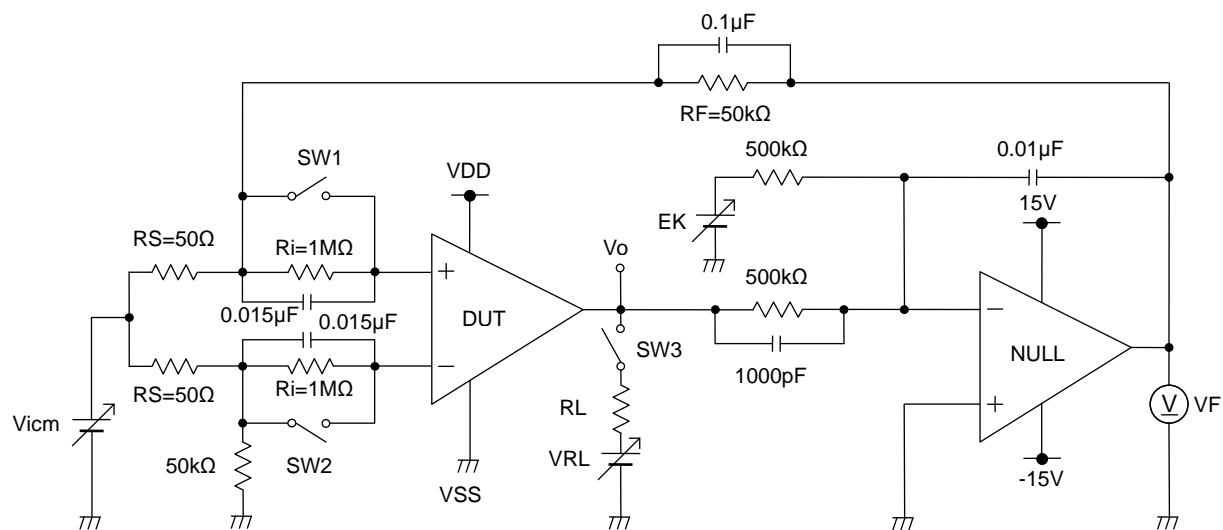 0.1µF
RF=50kΩ
SW1
VDD
500kΩ
0.01µF
15V
EK
RS=50Ω
Ri=1MΩ
Vo
500kΩ
0.015µF
0.015µF
DUT
SW3
NULL
1000pF
RS=50Ω
Ri=1MΩ
RL
V
VF
Vicm
SW2
VRL
50kΩ
-15V
VSS